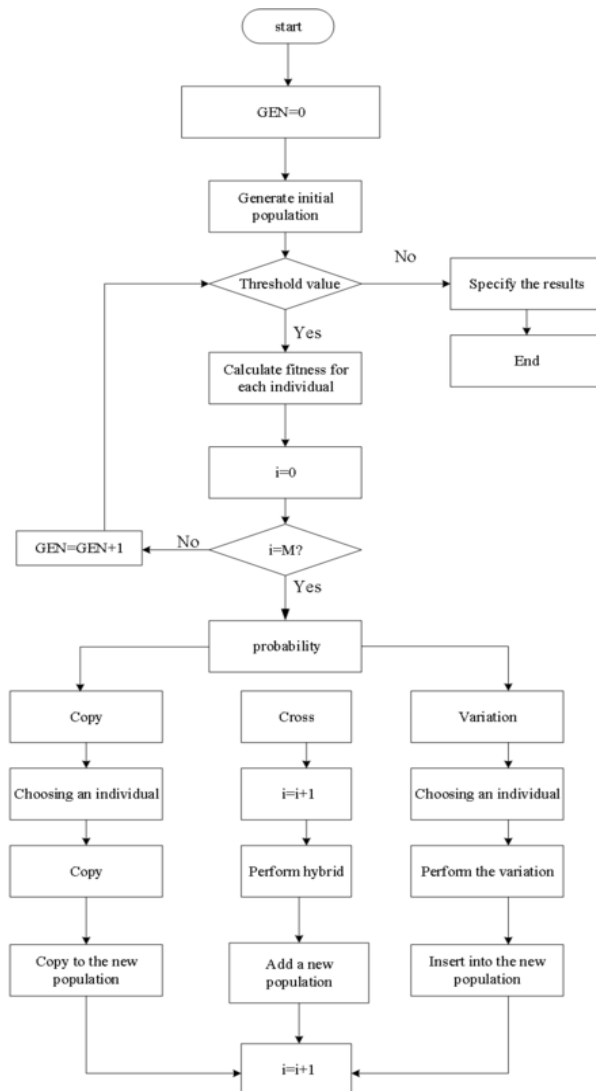 start
GEN=0
Generate initial
population
Threshold value
No
Specify the results
End
Yes
Calculate fitness for
each individual
i=0
GEN=GEN+1
No
i=M?
Yes
probability
Copy
Cross
Variation
Choosing an individual
i=i+1
Choosing an individual
Copy
Perform hybrid
Perform the variation
Copy to the new
population
Add a new
population
Insert into the new
population
i=i+1